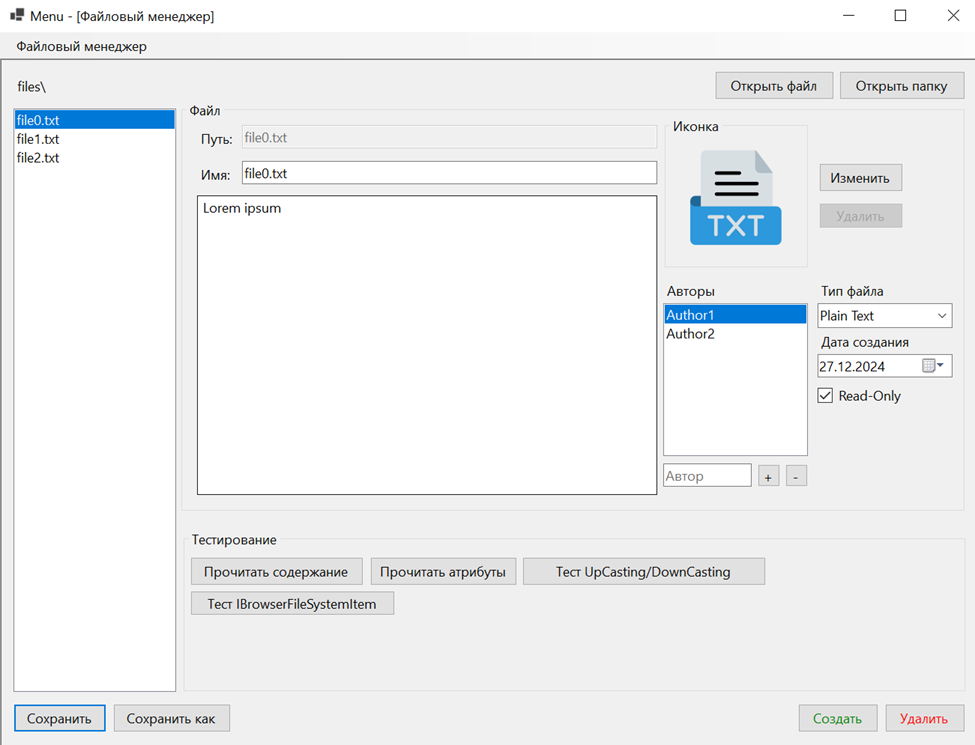 Menu - [Файловый менеджер]
Файловый менеджер
files\
Открыть файл
Открыть папку
file0.txt
file1.txt
file2.txt
Файл
Путь:
file0.txt
Имя:
file0.txt
Lorem ipsum
Иконка
TXT
Изменить
Удалить
Авторы
Author1
Author2
Автор
+
-
Тип файла
Plain Text
Дата создания
27.12.2024
Read-Only
Тестирование
Прочитать содержание
Прочитать атрибуты
Тест UpCasting/DownCasting
Тест IBrowserFileSystemItem
Сохранить
Сохранить как
Создать
Удалить